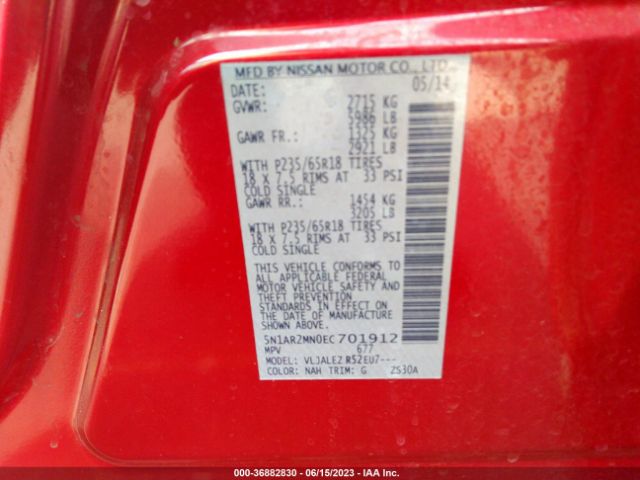 MFD BY NISSAN MOTOR CO., LTD.
DATE: 05/14
GVWR: 2715 KG
5986 LB
GAWR FR.: 1325 KG
2921 LB
WITH P235/65R18 TIRES
18 X 7.5 RIMS AT 33 PSI
COLD SINGLE
GAWR RR.: 1454 KG
3205 LB
WITH P235/65R18 TIRES
18 X 7.5 RIMS AT 33 PSI
COLD SINGLE
THIS VEHICLE CONFORMS TO
ALL APPLICABLE FEDERAL
MOTOR VEHICLE SAFETY AND
THEFT PREVENTION
STANDARDS IN EFFECT ON
THE DATE OF MANUFACTURE
SHOWN ABOVE.
5N1AR2MN0EC701912
MPV 677
MODEL: VLJALEZ R52EU7---
COLOR: NAH TRIM: G 2S30A
000-36882830 - 06/15/2023 - IAA Inc.